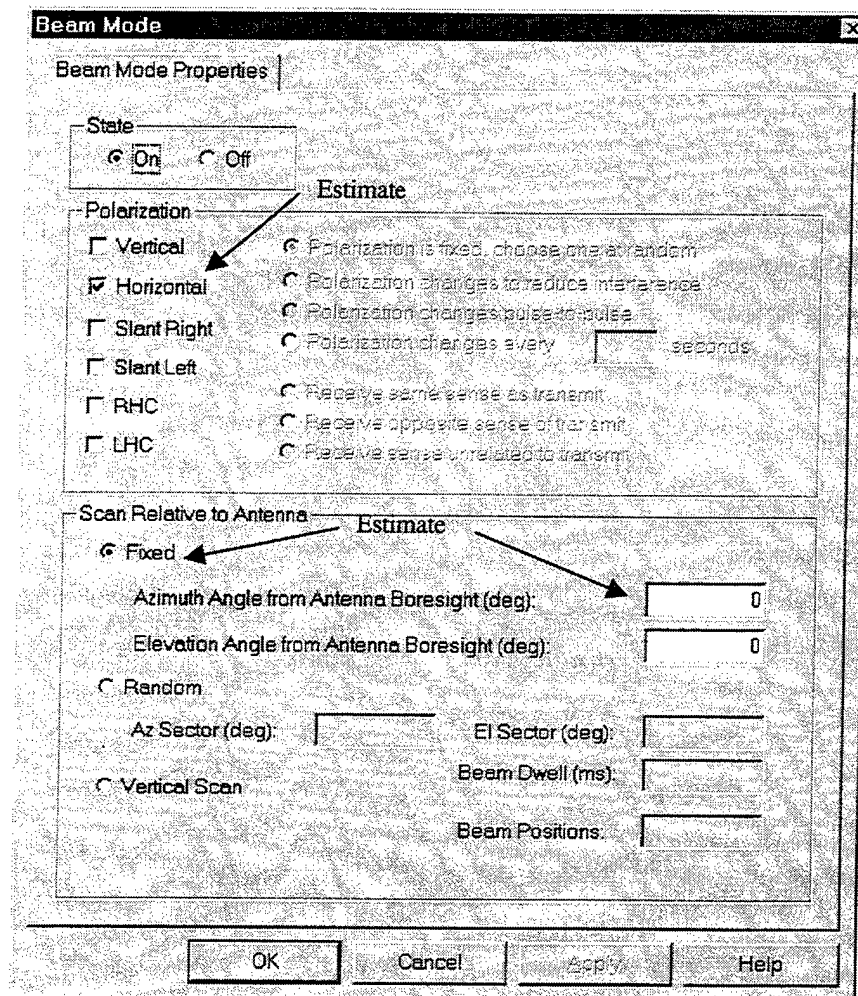 Beam Mode
Beam Mode Properties
State
On Off
Estimate
Polarization
Vertical
Polarization is fixed, choose one at random
Horizontal
Polarization changes to reduce interference
Slant Right
Polarization changes pulse-to-pulse
Polarization changes every seconds
Slant Left
RHC
Receive same sense as transmit
Receive opposite sense of transmit
LHC
Receive sense unrelated to transmit
Scan Relative to Antenna
Estimate
Fixed
Azimuth Angle from Antenna Boresight (deg): 0
Elevation Angle from Antenna Boresight (deg): 0
Random
Az Sector (deg): El Sector (deg):
Vertical Scan
Beam Dwell (ms):
Beam Positions:
OK Cancel Apply Help